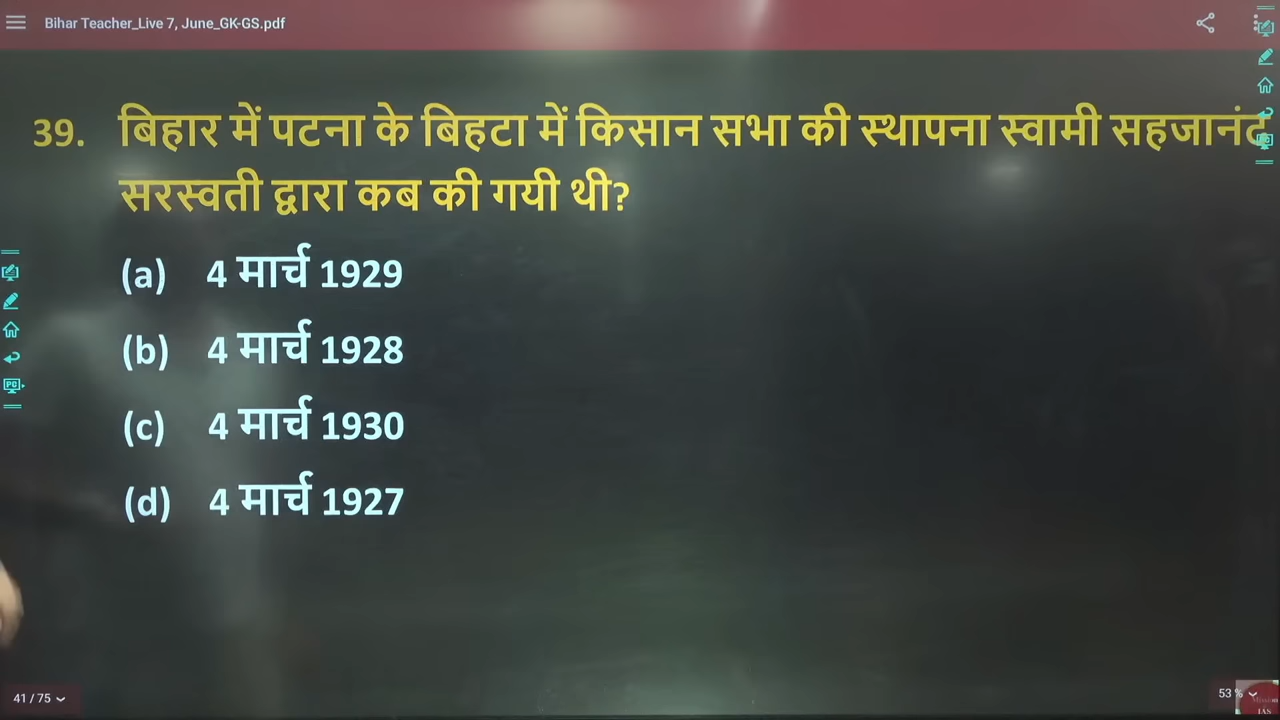 Bihar Teacher_Live 7, June_GK-GS.pdf
39. बिहार में पटना के बिहटा में किसान सभा की स्थापना स्वामी सहजानंद
सरस्वती द्वारा कब की गयी थी?
(a) 4 मार्च 1929
(b) 4 मार्च 1928
(c) 4 मार्च 1930
(d) 4 मार्च 1927
41 / 75
53 %
IAS